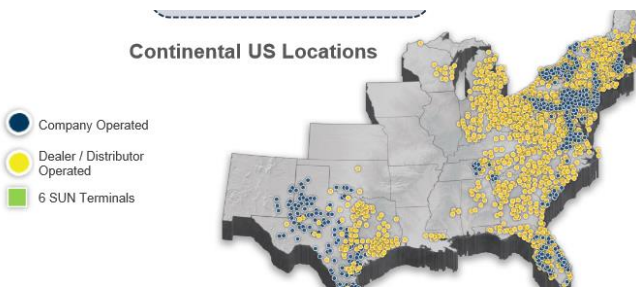 Continental US Locations
Company Operated
Dealer / Distributor
Operated
6 SUN Terminals